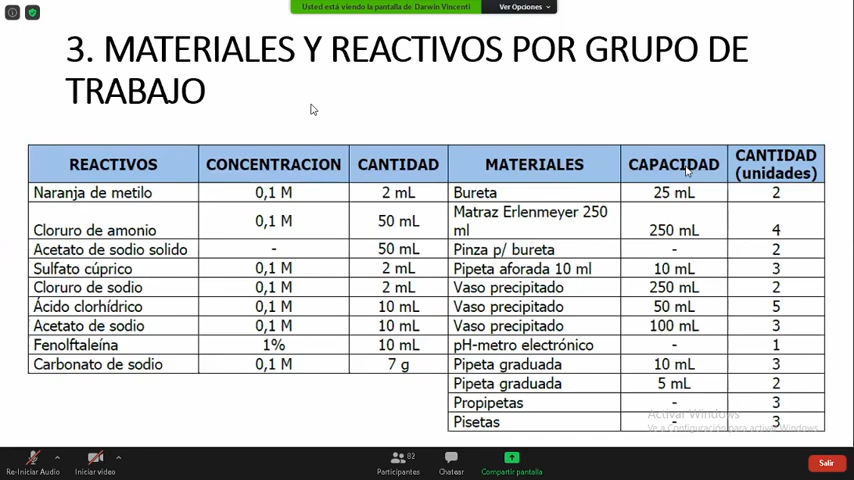 Usted está viendo la pantalla de Darwin Vincenti
Ver Opciones
3. MATERIALES Y REACTIVOS POR GRUPO DE
TRABAJO
REACTIVOS CONCENTRACION CANTIDAD MATERIALES CAPACIDAD CANTIDAD (unidades)
Naranja de metilo 0,1 M 2 mL Bureta 25 mL 2
Cloruro de amonio 0,1 M 50 mL Matraz Erlenmeyer 250 ml 250 mL 4
Acetato de sodio solido - 50 mL Pinza p/ bureta - 2
Sulfato cúprico 0,1 M 2 mL Pipeta aforada 10 ml 10 mL 3
Cloruro de sodio 0,1 M 2 mL Vaso precipitado 250 mL 2
Ácido clorhídrico 0,1 M 10 mL Vaso precipitado 50 mL 5
Acetato de sodio 0,1 M 10 mL Vaso precipitado 100 mL 3
Fenolftaleína 1% 10 mL pH-metro electrónico - 1
Carbonato de sodio 0,1 M 7 g Pipeta graduada 10 mL 3
Pipeta graduada 5 mL 2
Propipetas - 3
Pisetas - 3
Activar Windows
Ve a Configuración para activar Windows.
Re-Iniciar Audio
Iniciar video
82
Participantes
Chatear
Compartir pantalla
Salir